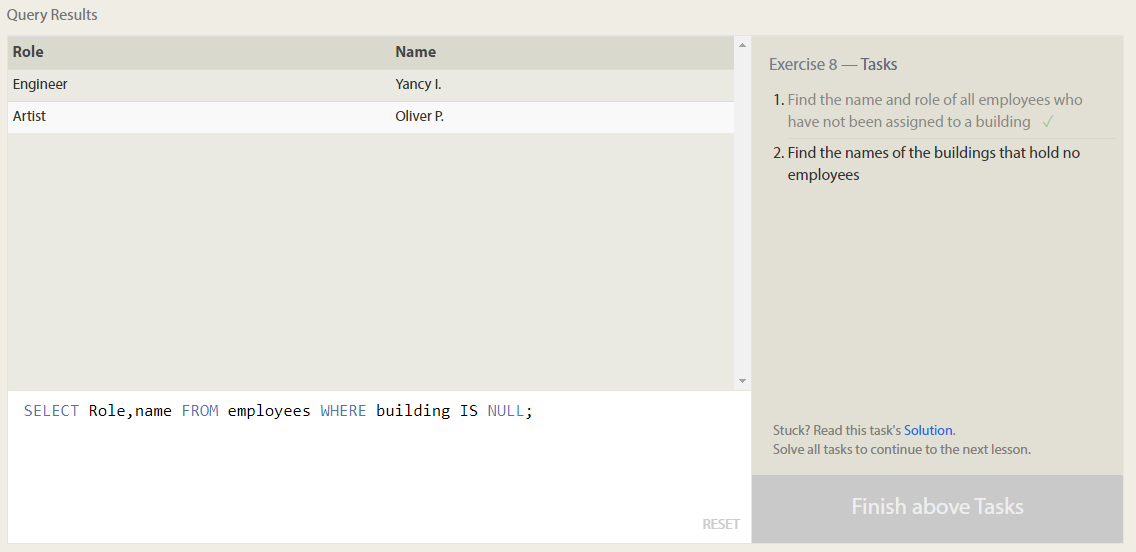 Query Results
Role Name
Engineer Yancy I.
Artist Oliver P.
SELECT Role,name FROM employees WHERE building IS NULL;
RESET
Exercise 8 — Tasks
1. Find the name and role of all employees who
have not been assigned to a building ✓
2. Find the names of the buildings that hold no
employees
Stuck? Read this task's Solution.
Solve all tasks to continue to the next lesson.
Finish above Tasks